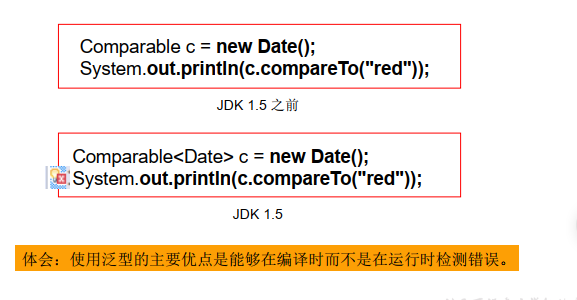 Comparable c = new Date();
System.out.println(c.compareTo("red"));
JDK 1.5 之前
Comparable<Date> c = new Date();
System.out.println(c.compareTo("red"));
JDK 1.5
体会：使用泛型的主要优点是能够在编译时而不是在运行时检测错误。